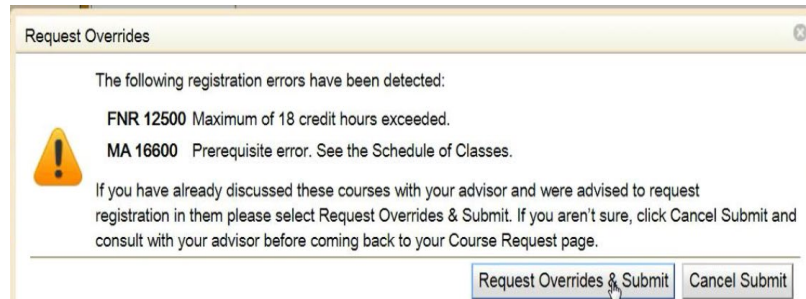 Request Overrides
The following registration errors have been detected:
FNR 12500 Maximum of 18 credit hours exceeded.
MA 16600 Prerequisite error. See the Schedule of Classes.
If you have already discussed these courses with your advisor and were advised to request
registration in them please select Request Overrides & Submit. If you aren't sure, click Cancel Submit and
consult with your advisor before coming back to your Course Request page.
Request Overrides & Submit Cancel Submit